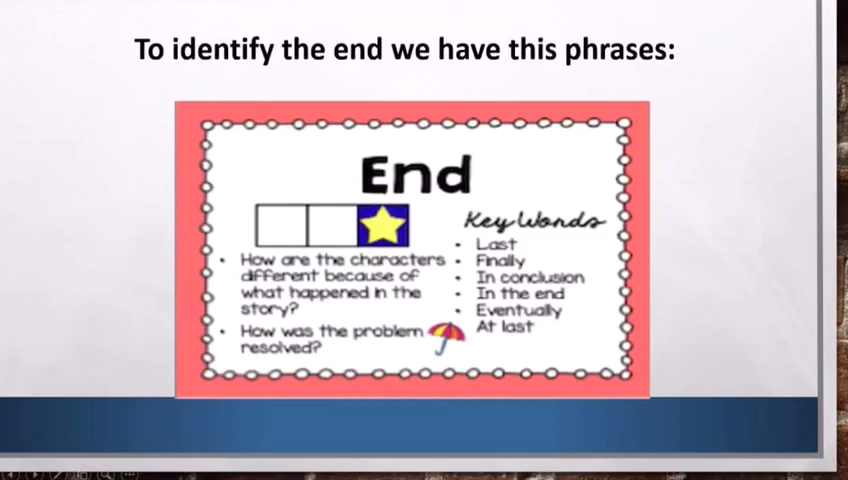 To identify the end we have this phrases:
End
Key Words
• How are the characters
different because of
what happened in the
story?
• How was the problem
resolved?
• Last
• Finally
• In conclusion
• In the end
• Eventually
• At last